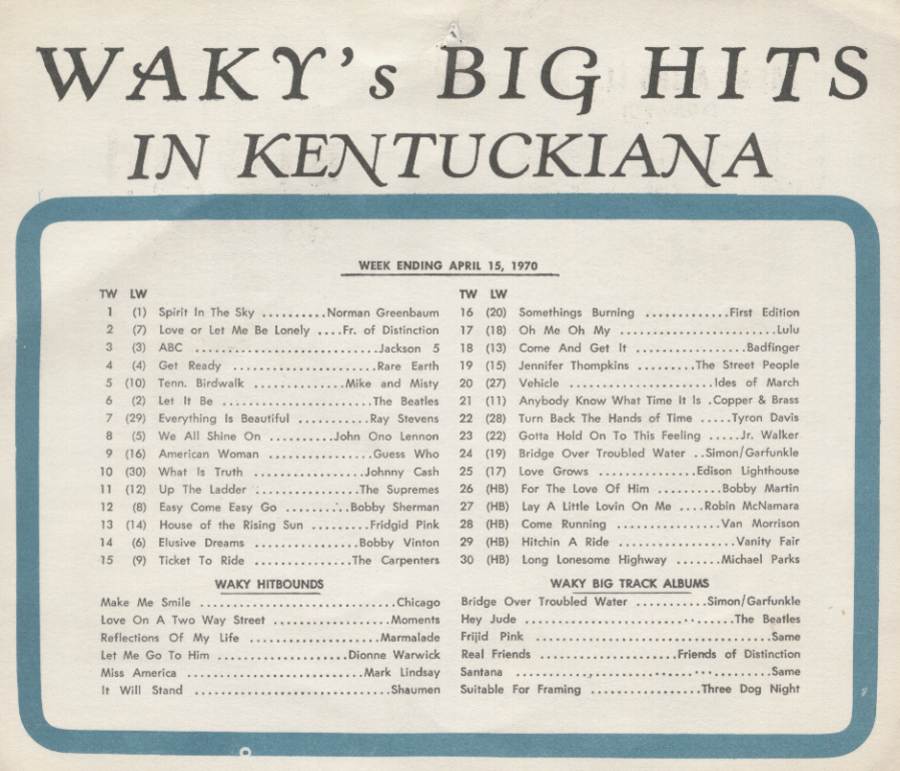 WAKY's BIG HITS
IN KENTUCKIANA
WEEK ENDING APRIL 15, 1970
TW LW
1 (1) Spirit In The Sky ..........Norman Greenbaum
2 (7) Love or Let Me Be Lonely ....Fr. of Distinction
3 (3) ABC ............................Jackson 5
4 (4) Get Ready ......................Rare Earth
5 (10) Tenn. Birdwalk ..............Mike and Misty
6 (2) Let It Be ........................The Beatles
7 (29) Everything Is Beautiful ...........Ray Stevens
8 (5) We All Shine On ..........John Ono Lennon
9 (16) American Woman ................Guess Who
10 (30) What Is Truth ..................Johnny Cash
11 (12) Up The Ladder ................The Supremes
12 (8) Easy Come Easy Go ..........Bobby Sherman
13 (14) House of the Rising Sun .........Fridgid Pink
14 (6) Elusive Dreams ................Bobby Vinton
15 (9) Ticket To Ride ...............The Carpenters
WAKY HITBOUNDS
Make Me Smile ..............................Chicago
Love On A Two Way Street ..................Moments
Reflections Of My Life .....................Marmalade
Let Me Go To Him ....................Dionne Warwick
Miss America ...........................Mark Lindsay
It Will Stand ..............................Shaumen
TW LW
16 (20) Somethings Burning .............First Edition
17 (18) Oh Me Oh My ........................Lulu
18 (13) Come And Get It .................Badfinger
19 (15) Jennifer Thompkins .........The Street People
20 (27) Vehicle ......................Ides of March
21 (11) Anybody Know What Time It Is .Copper & Brass
22 (28) Turn Back The Hands of Time .....Tyron Davis
23 (22) Gotta Hold On To This Feeling .....Jr. Walker
24 (19) Bridge Over Troubled Water ..Simon/Garfunkle
25 (17) Love Grows ...............Edison Lighthouse
26 (HB) For The Love Of Him ..........Bobby Martin
27 (HB) Lay A Little Lovin On Me ....Robin McNamara
28 (HB) Come Running ................Van Morrison
29 (HB) Hitchin A Ride ...................Vanity Fair
30 (HB) Long Lonesome Highway .......Michael Parks
WAKY BIG TRACK ALBUMS
Bridge Over Troubled Water ...........Simon/Garfunkle
Hey Jude .............................The Beatles
Frijid Pink ....................................Same
Real Friends .....................Friends of Distinction
Santana .......................................Same
Suitable For Framing .................Three Dog Night